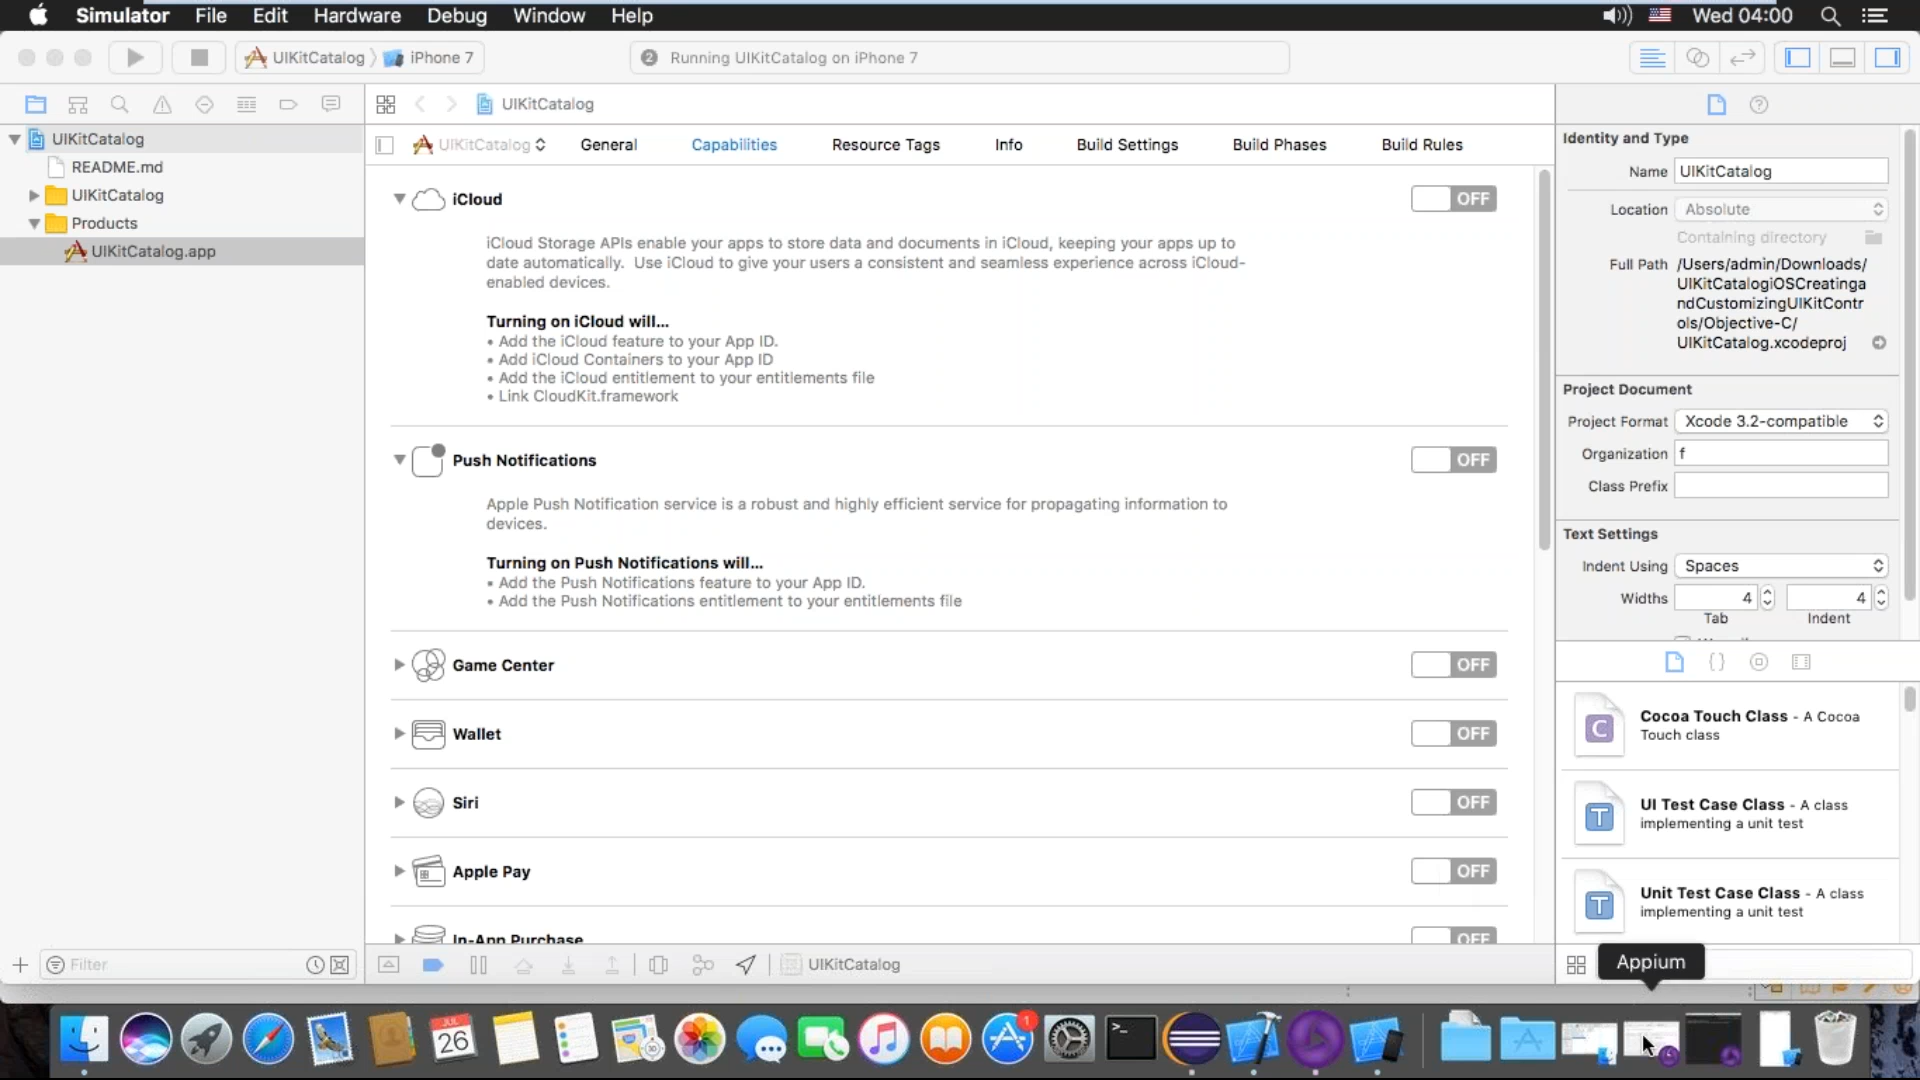 Simulator File Edit Hardware Debug Window Help Wed 04:00
UIKitCatalog iPhone 7 2 Running UIKitCatalog on iPhone 7
UIKitCatalog
UIKitCatalog General Capabilities Resource Tags Info Build Settings Build Phases Build Rules
UIKitCatalog
README.md
UIKitCatalog
Products
UIKitCatalog.app
iCloud OFF
iCloud Storage APIs enable your apps to store data and documents in iCloud, keeping your apps up to
date automatically. Use iCloud to give your users a consistent and seamless experience across iCloud-
enabled devices.
Turning on iCloud will...
• Add the iCloud feature to your App ID.
• Add iCloud Containers to your App ID
• Add the iCloud entitlement to your entitlements file
• Link CloudKit.framework
Push Notifications OFF
Apple Push Notification service is a robust and highly efficient service for propagating information to
devices.
Turning on Push Notifications will...
• Add the Push Notifications feature to your App ID.
• Add the Push Notifications entitlement to your entitlements file
Game Center OFF
Wallet OFF
Siri OFF
Apple Pay OFF
In-App Purchase OFF
Identity and Type
Name UIKitCatalog
Location Absolute
Containing directory
Full Path /Users/admin/Downloads/
UIKitCatalogiOSCreatinga
ndCustomizingUIKitContr
ols/Objective-C/
UIKitCatalog.xcodeproj
Project Document
Project Format Xcode 3.2-compatible
Organization f
Class Prefix
Text Settings
Indent Using Spaces
Widths 4 4
Tab Indent
{}
C
Cocoa Touch Class - A Cocoa
Touch class
T
UI Test Case Class - A class
implementing a unit test
T
Unit Test Case Class - A class
implementing a unit test
Filter
UIKitCatalog
Appium
JUL
26
1